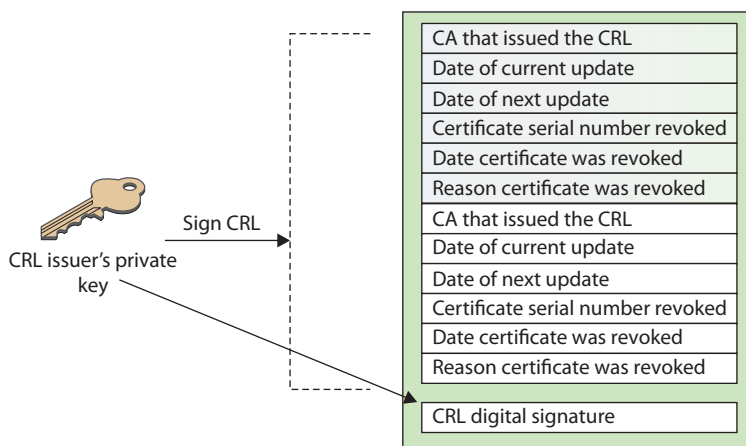 Sign CRL
CRL issuer's private
key
CA that issued the CRL
Date of current update
Date of next update
Certificate serial number revoked
Date certificate was revoked
Reason certificate was revoked
CA that issued the CRL
Date of current update
Date of next update
Certificate serial number revoked
Date certificate was revoked
Reason certificate was revoked
CRL digital signature